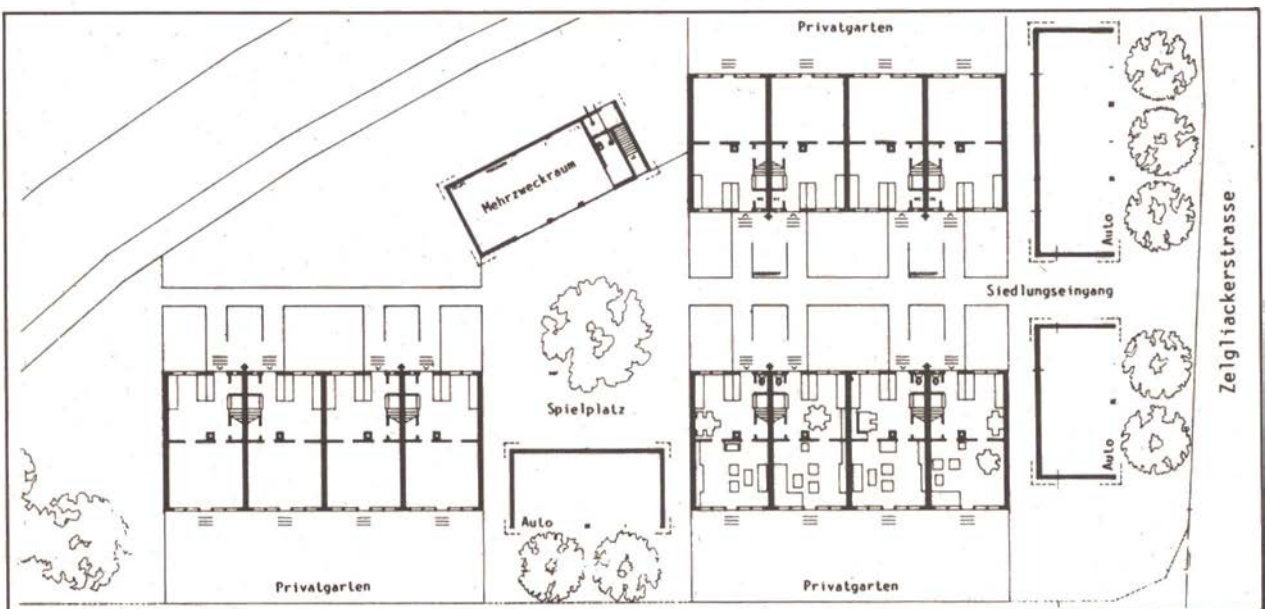 Privatgarten
Mehrzweckraum
Auto
Zelgliackerstrasse
Siedlungseingang
Spielplatz
Auto
Auto
Privatgarten
Privatgarten